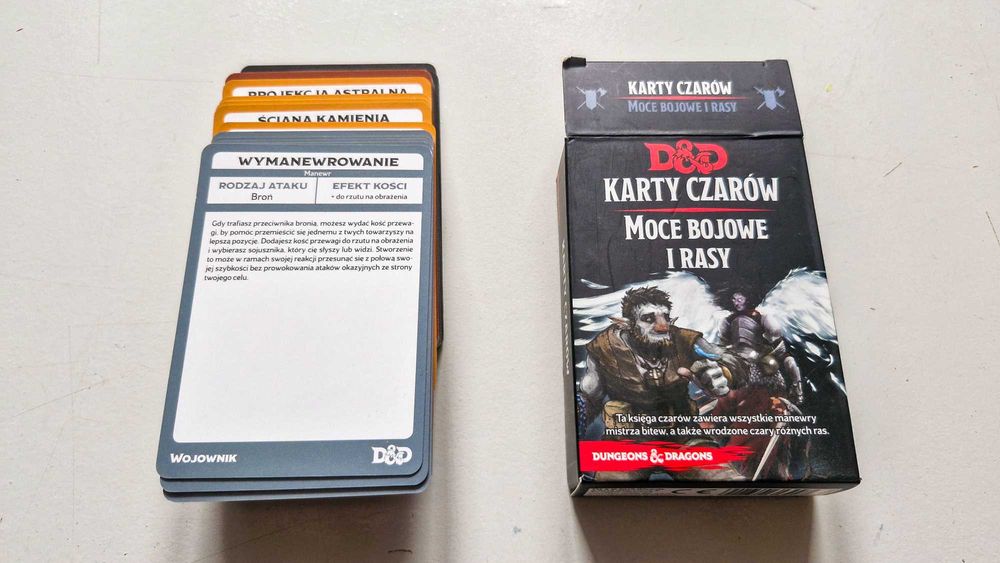 PROJEKCJA ASTRALNA
ŚCIANA KAMIENIA
WYMANEWROWANIE
Manewr
RODZAJ ATAKU
Broń
EFEKT KOŚCI
+ do rzutu na obrażenia
Gdy trafiasz przeciwnika bronią, możesz wydać kość przewa-
gi, by pomóc przemieścić się jednemu z twych towarzyszy na
lepszą pozycję. Dodajesz kość przewagi do rzutu na obrażenia
i wybierasz sojusznika, który cię słyszy lub widzi. Stworzenie
to może w ramach swojej reakcji przesunąć się z połową swo-
jej szybkości bez prowokowania ataków okazyjnych ze strony
twojego celu.
WOJOWNIK
D&D
KARTY CZARÓW
MOCE BOJOWE I RASY
D&D
KARTY CZARÓW
MOCE BOJOWE
I RASY
Ta księga czarów zawiera wszystkie manewry
mistrza bitew, a także wrodzone czary różnych ras.
DUNGEONS & DRAGONS